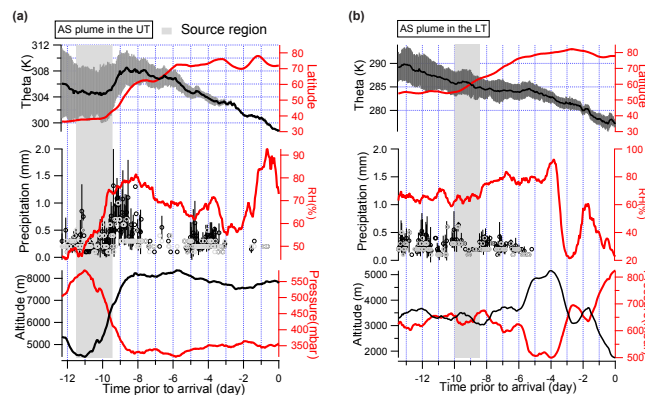 (a)
AS plume in the UT
Source region
312
308
304
300
Theta (K)
80
70
60
50
40
30
Latitude
2.0
1.5
1.0
0.5
0.0
Precipitation (mm)
90
80
70
60
50
RH(%)
8000
7000
6000
5000
Altitude (m)
550
500
450
400
350
300
Pressure(mbar)
-12 -10 -8 -6 -4 -2 0
Time prior to arrival (day)
(b)
AS plume in the LT
290
285
280
Theta (K)
80
70
60
50
40
30
Latitude
2.0
1.5
1.0
0.5
0.0
Precipitation (mm)
100
80
60
40
20
RH(%)
5000
4000
3000
2000
Altitude (m)
800
700
600
500
-12 -10 -8 -6 -4 -2 0
Time prior to arrival (day)